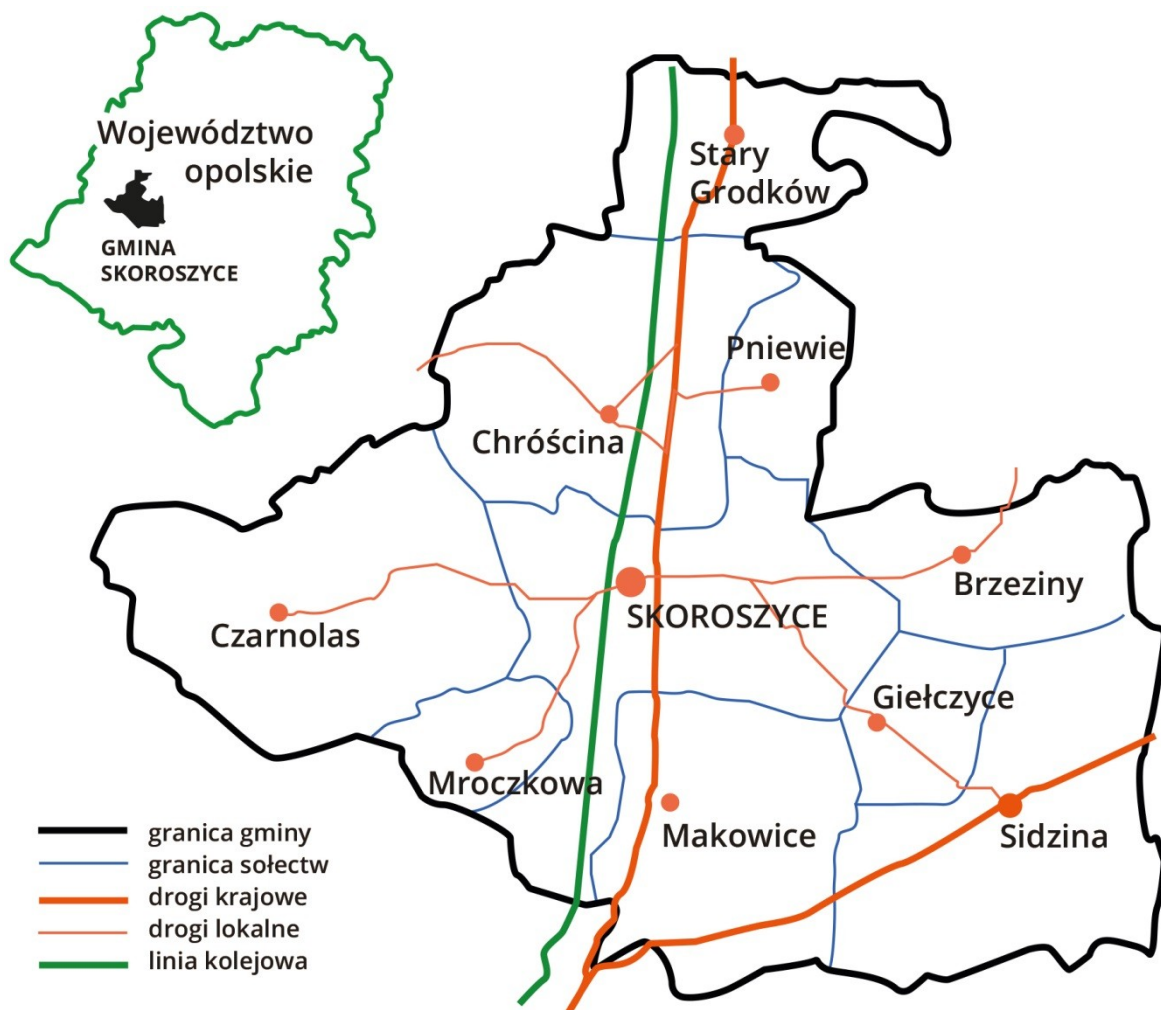 Województwo
opolskie
GMINA
SKOROSZYCE
Stary
Grodków
Pniewie
Chróścina
Brzeziny
SKOROSZYCE
Czarnolas
Giełczyce
Mroczkowa
Makowice
Sidzina
granica gminy
granica sołectw
drogi krajowe
drogi lokalne
linia kolejowa